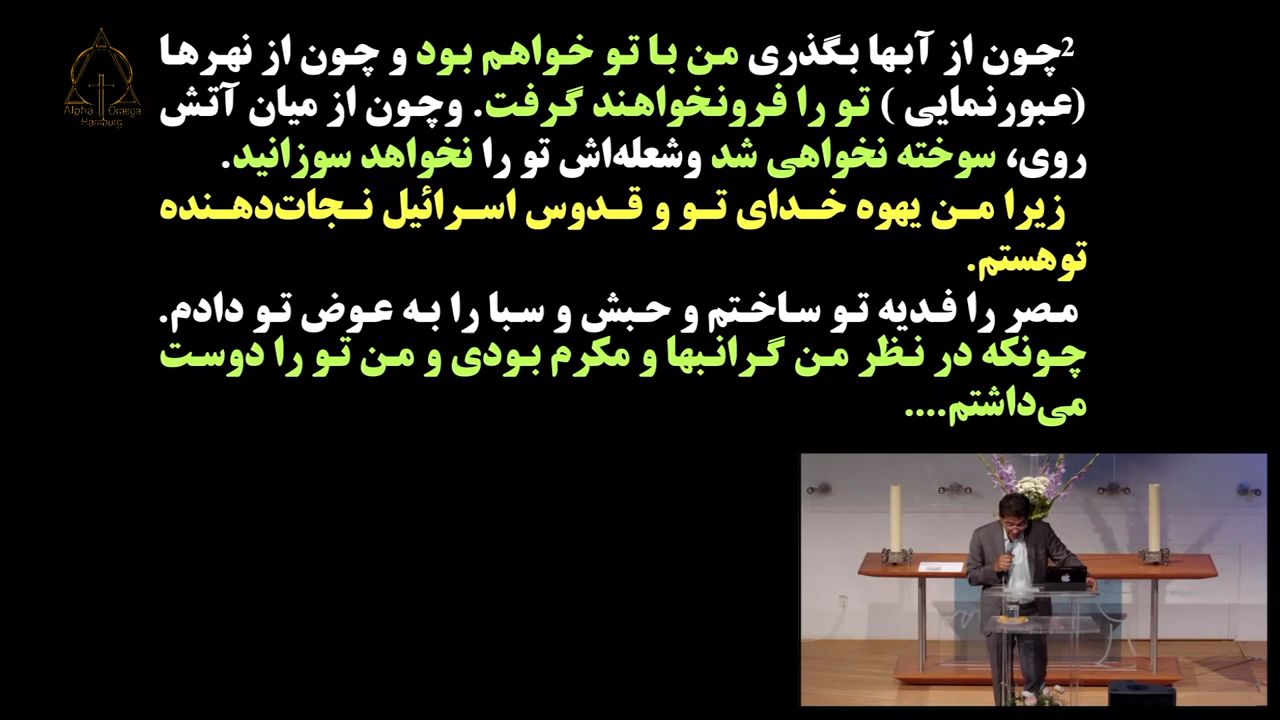 Alpha Omega
Hamburg
²چون از آبها بگذری من با تو خواهم بود و چون از نهرها
(عبورنمایی ) تو را فرونخواهند گرفت. وچون از میان آتش
روی، سوخته نخواهی شد وشعله‌اش تو را نخواهد سوزانید.
زیرا من یهوه خدای تو و قدوس اسرائیل نجات‌دهنده
توهستم.
مصر را فدیه تو ساختم و حبش و سبا را به عوض تو دادم.
چونکه در نظر من گرانبها و مکرم بودی و من تو را دوست
می‌داشتم....